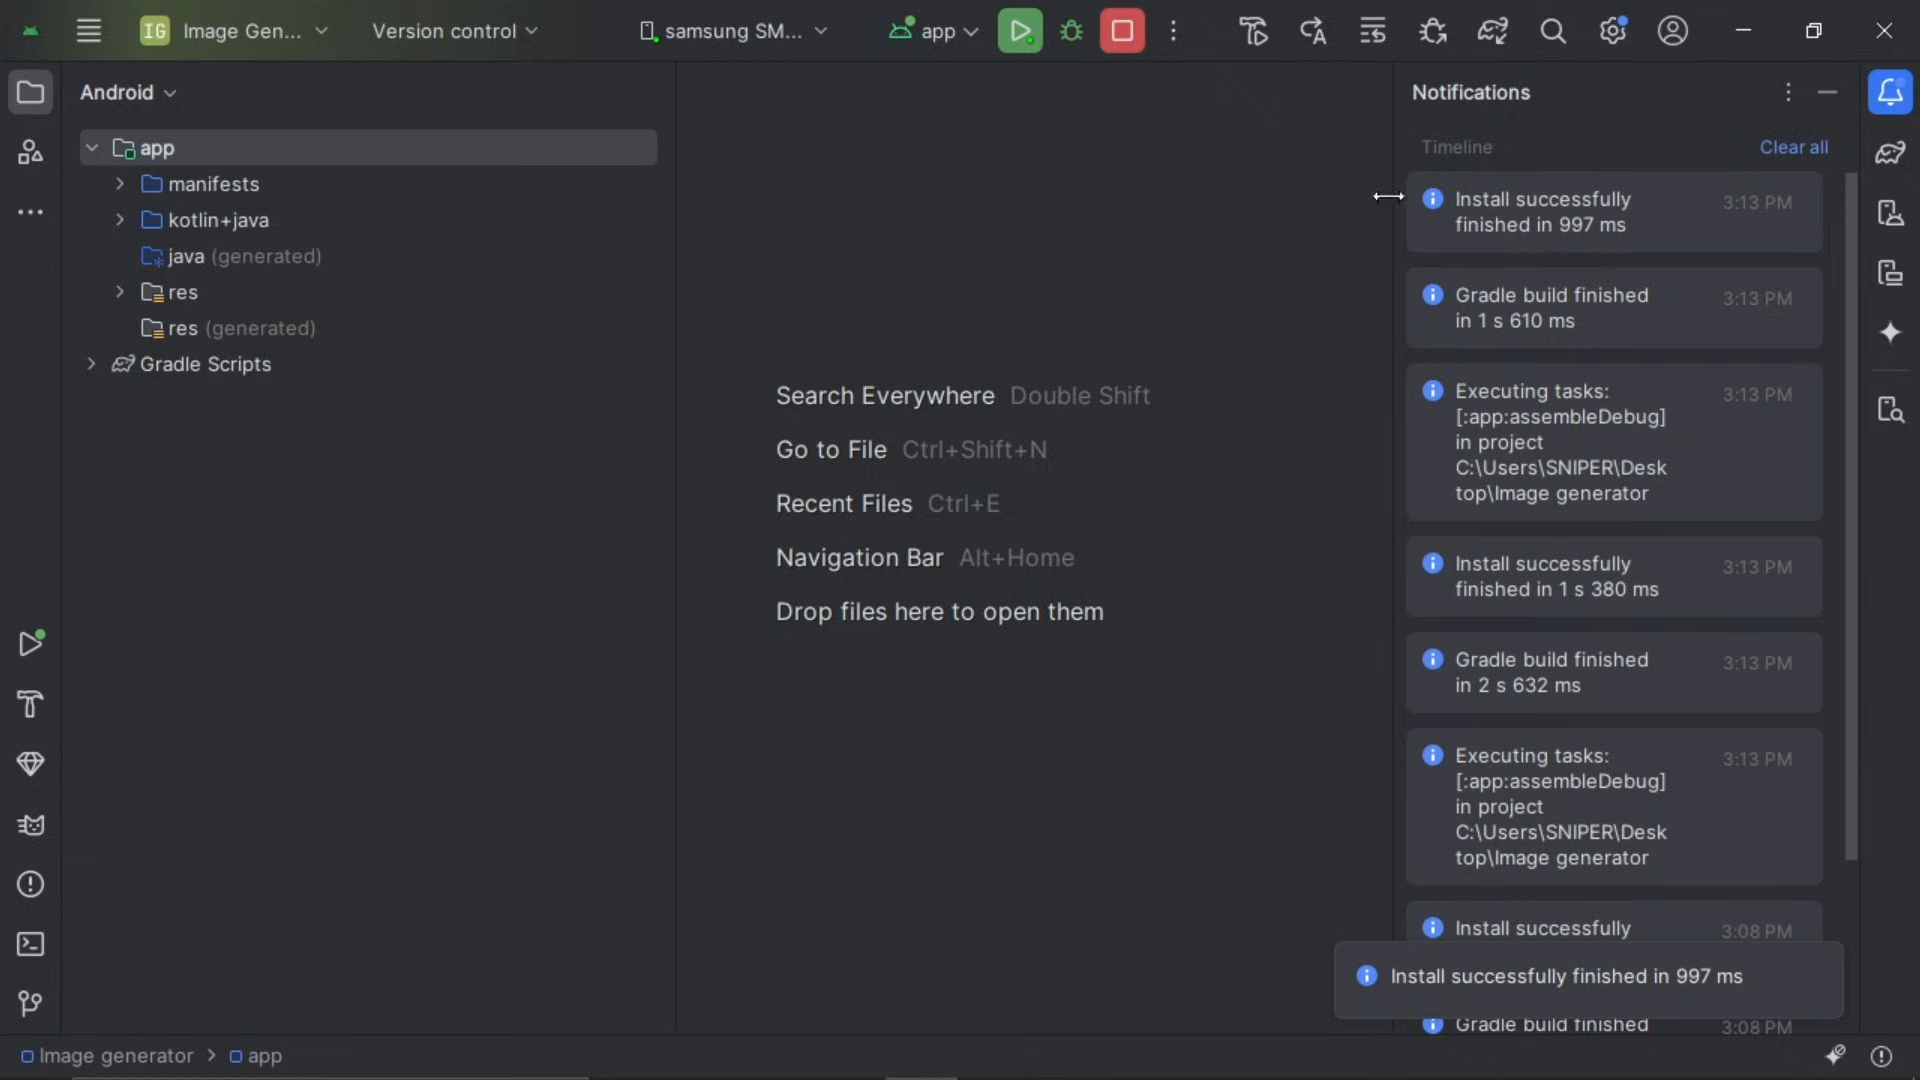 IG Image Gen... Version control samsung SM... app
Android
app
manifests
kotlin+java
java (generated)
res
res (generated)
Gradle Scripts
Search Everywhere Double Shift
Go to File Ctrl+Shift+N
Recent Files Ctrl+E
Navigation Bar Alt+Home
Drop files here to open them
Notifications
Timeline Clear all
Install successfully 3:13 PM
finished in 997 ms
Gradle build finished 3:13 PM
in 1 s 610 ms
Executing tasks: 3:13 PM
[:app:assembleDebug]
in project
C:\Users\SNIPER\Desk
top\Image generator
Install successfully 3:13 PM
finished in 1 s 380 ms
Gradle build finished 3:13 PM
in 2 s 632 ms
Executing tasks: 3:13 PM
[:app:assembleDebug]
in project
C:\Users\SNIPER\Desk
top\Image generator
Install successfully 3:08 PM
Install successfully finished in 997 ms
Gradle build finished 3:08 PM
Image generator > app